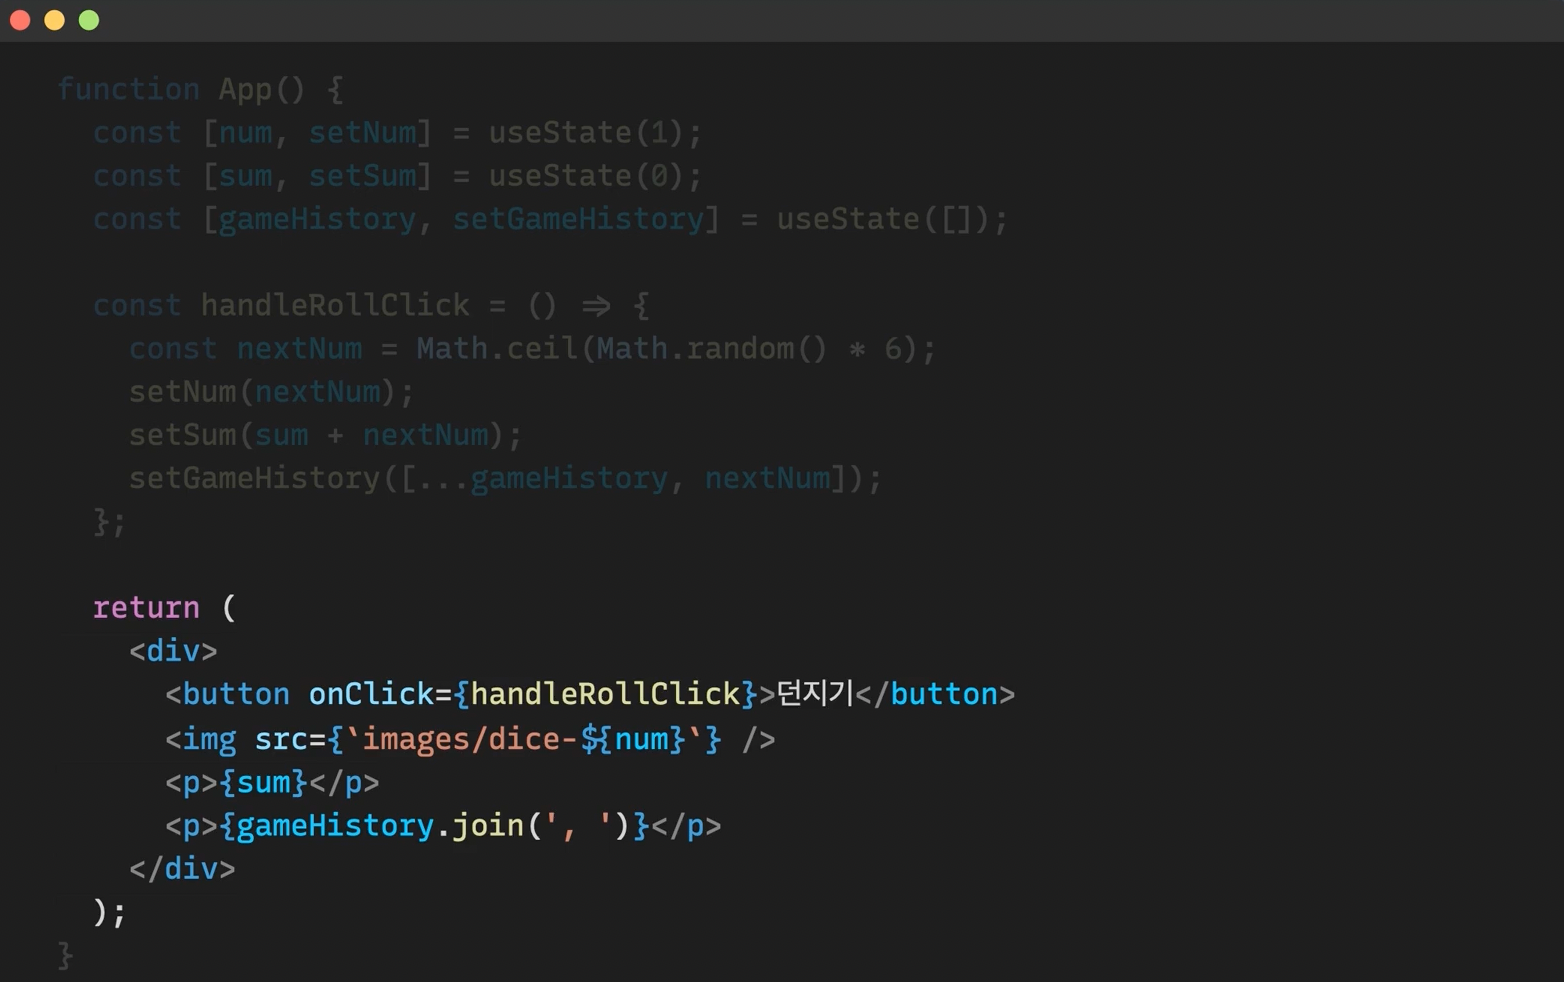 function App() {
const [num, setNum] = useState(1);
const [sum, setSum] = useState(0);
const [gameHistory, setGameHistory] = useState([]);
const handleRollClick = () => {
const nextNum = Math.ceil(Math.random() * 6);
setNum(nextNum);
setSum(sum + nextNum);
setGameHistory([...gameHistory, nextNum]);
};
return (
<div>
<button onClick={handleRollClick}>던지기</button>
<img src={`images/dice-${num}`} />
<p>{sum}</p>
<p>{gameHistory.join(', ')}</p>
</div>
);
}